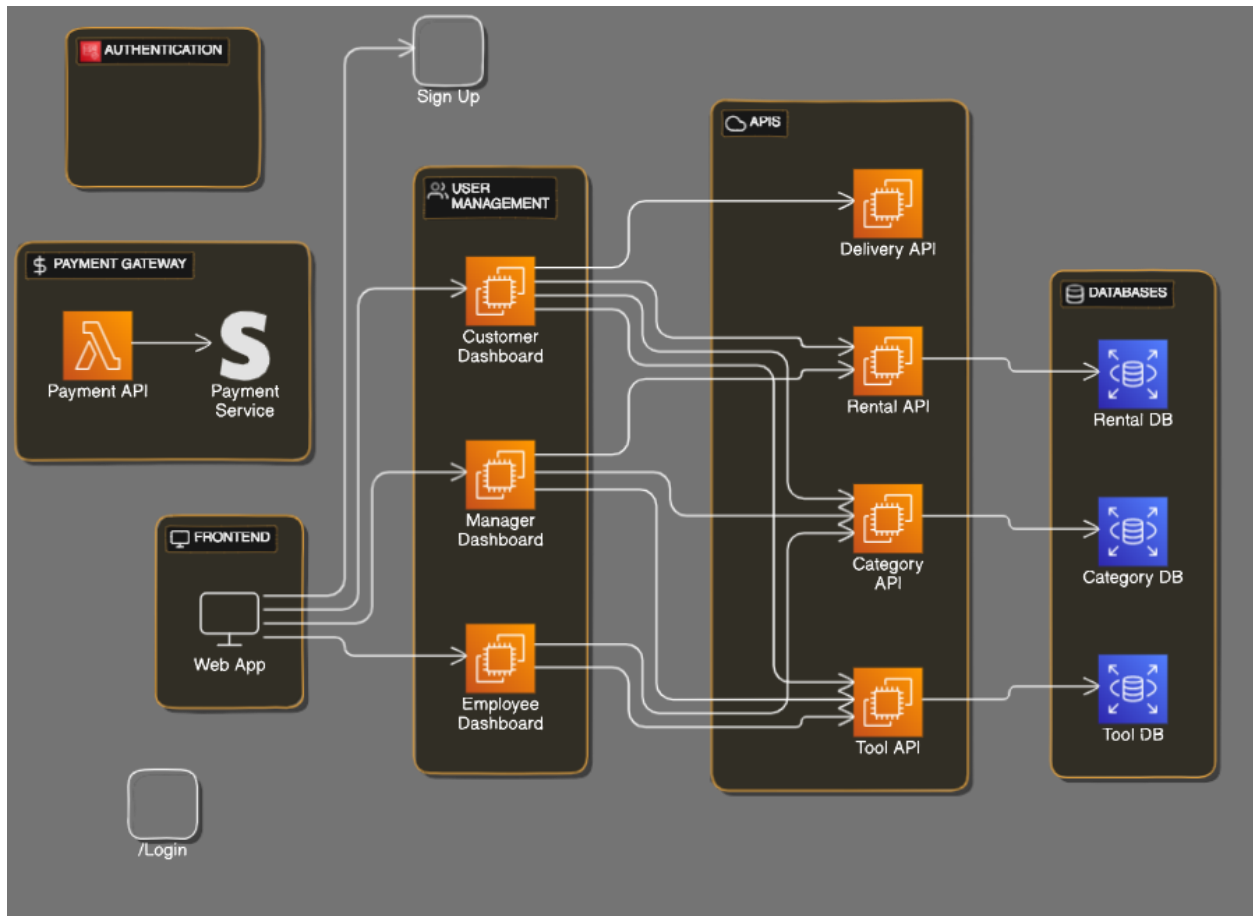 AUTHENTICATION
Sign Up
APIS
USER
MANAGEMENT
Delivery API
PAYMENT GATEWAY
DATABASES
Customer
Dashboard
Payment API
Payment
Service
Rental API
Rental DB
Manager
Dashboard
FRONTEND
Category
API
Category DB
Web App
Employee
Dashboard
Tool API
Tool DB
/Login